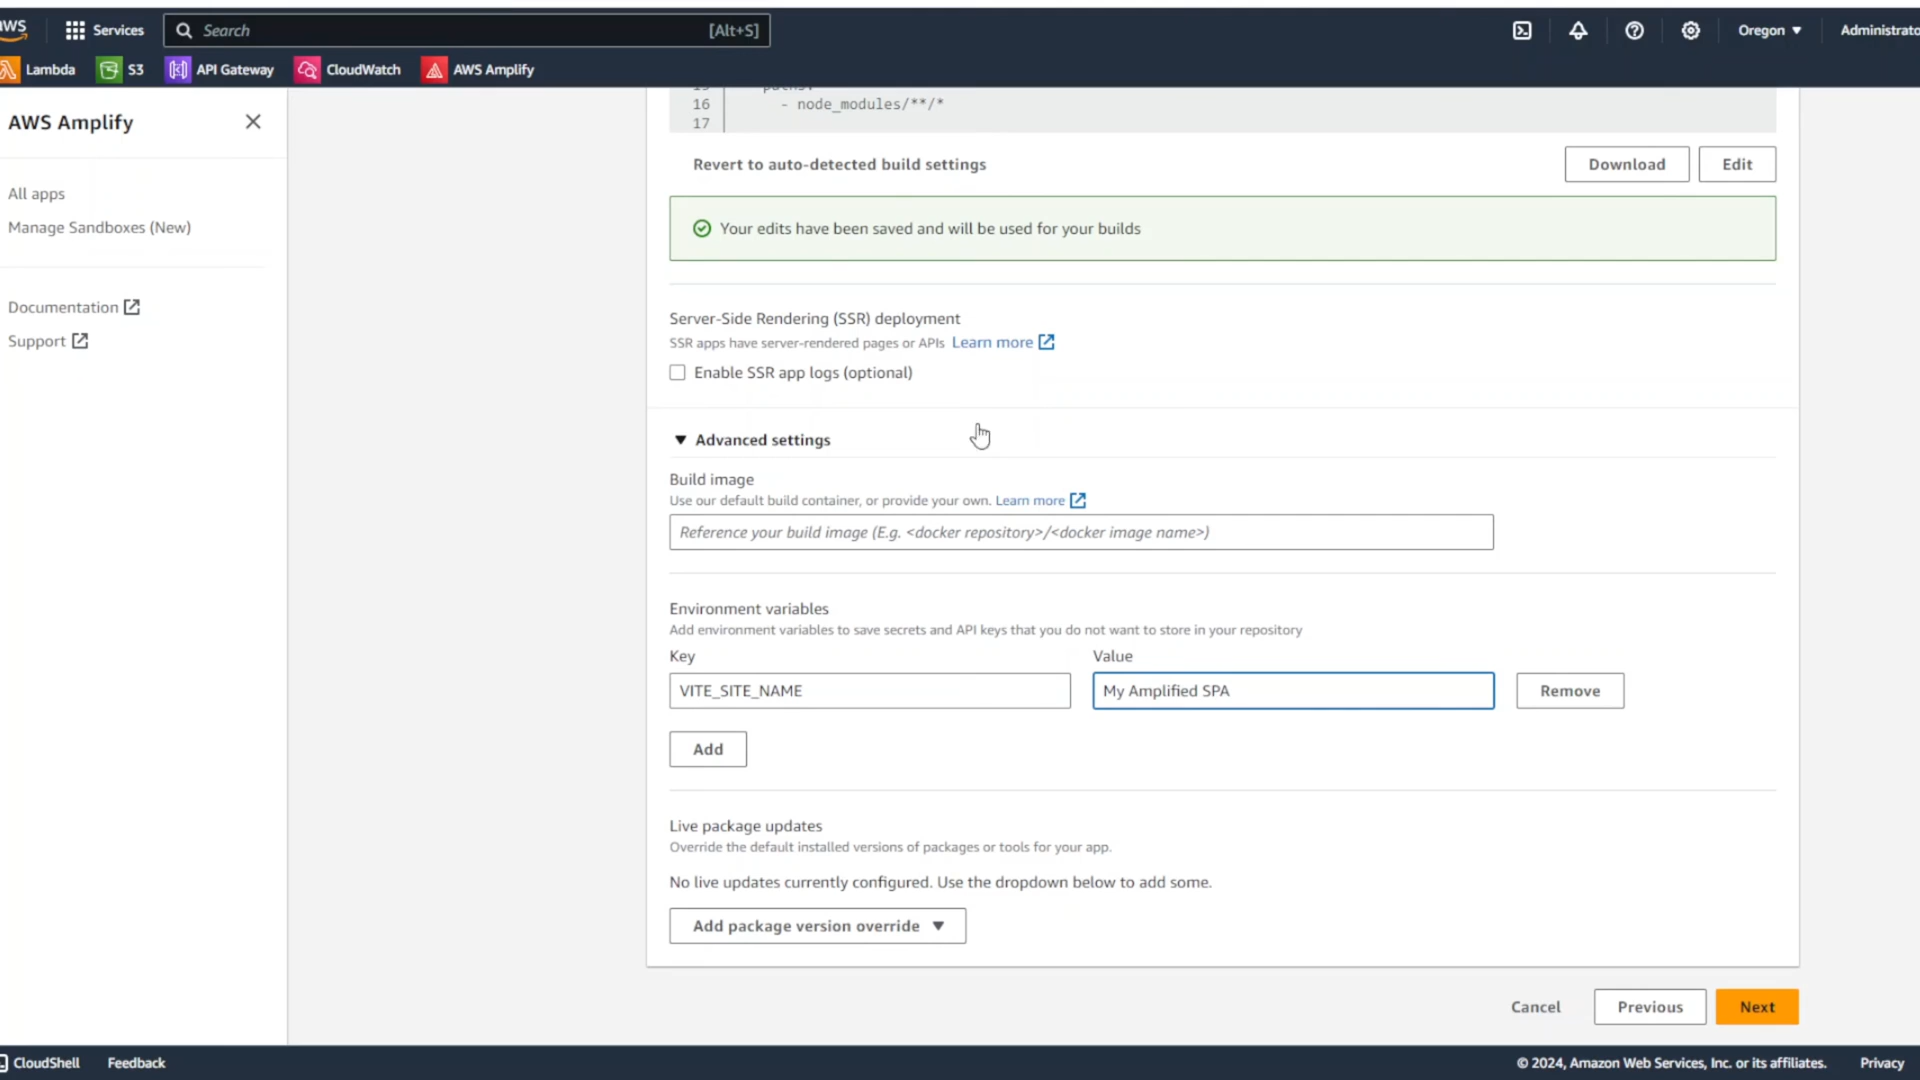 aws
Services
Search
[Alt+S]
Oregon ▼
Administrato
Lambda
S3
API Gateway
CloudWatch
AWS Amplify
AWS Amplify
All apps
Manage Sandboxes (New)
Documentation
Support
15 paths:
16 - node_modules/**/*
17
Revert to auto-detected build settings
Download
Edit
Your edits have been saved and will be used for your builds
Server-Side Rendering (SSR) deployment
SSR apps have server-rendered pages or APIs Learn more
Enable SSR app logs (optional)
▼ Advanced settings
Build image
Use our default build container, or provide your own. Learn more
Reference your build image (E.g. <docker repository>/<docker image name>)
Environment variables
Add environment variables to save secrets and API keys that you do not want to store in your repository
Key
Value
VITE_SITE_NAME
My Amplified SPA
Remove
Add
Live package updates
Override the default installed versions of packages or tools for your app.
No live updates currently configured. Use the dropdown below to add some.
Add package version override ▼
Cancel
Previous
Next
CloudShell
Feedback
© 2024, Amazon Web Services, Inc. or its affiliates.
Privacy